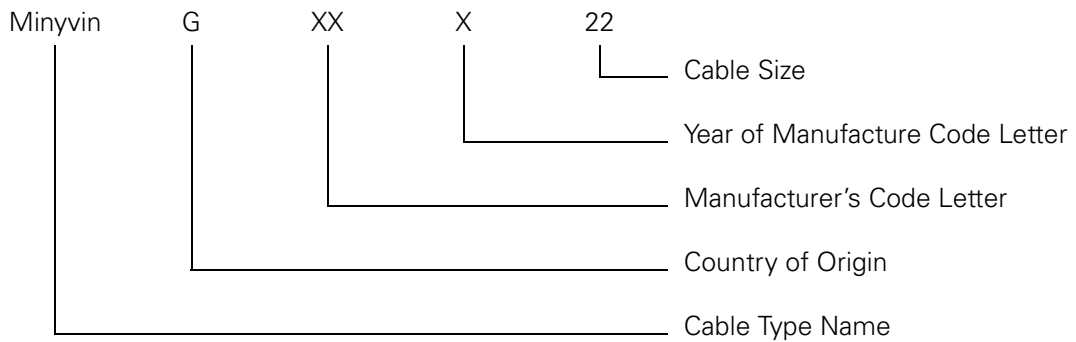 Minyvin G XX X 22
Cable Size
Year of Manufacture Code Letter
Manufacturer’s Code Letter
Country of Origin
Cable Type Name